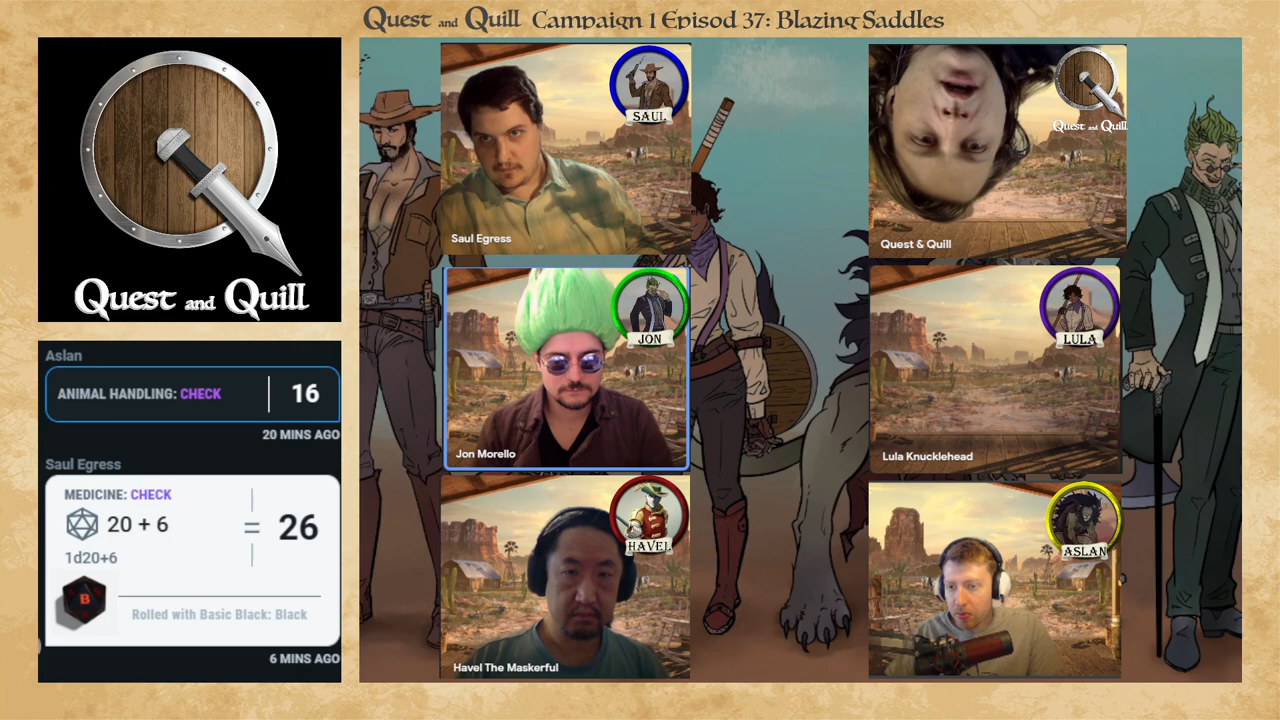 Quest and Quill Campaign 1 Episod 37: Blazing Saddles
Quest and Quill
Aslan
ANIMAL HANDLING: CHECK 16
20 MINS AGO
Saul Egress
MEDICINE: CHECK
20 + 6 = 26
1d20+6
B
Rolled with Basic Black: Black
6 MINS AGO
SAUL
Saul Egress
Quest and Quill
Quest & Quill
JON
Jon Morello
LULA
Lula Knucklehead
HAVEL
Havel The Maskerful
ASLAN